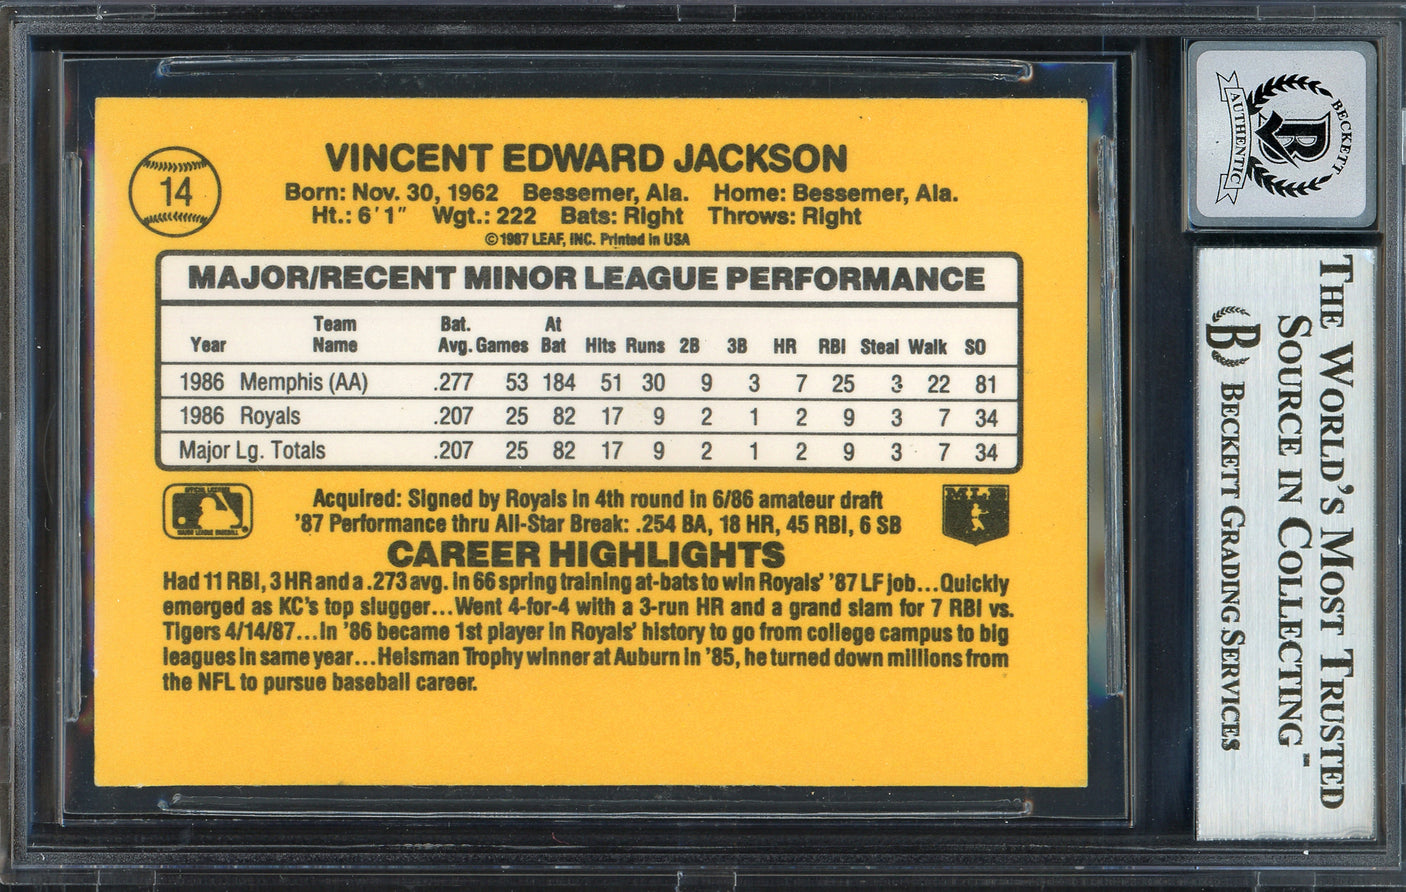 14
VINCENT EDWARD JACKSON
Born: Nov. 30, 1962 Bessemer, Ala. Home: Bessemer, Ala.
Ht.: 6'1" Wgt.: 222 Bats: Right Throws: Right
© 1987 LEAF, INC. Printed in USA
MAJOR/RECENT MINOR LEAGUE PERFORMANCE
Year Team Name Bat. Avg. Games At Bat Hits Runs 2B 3B HR RBI Steal Walk SO
1986 Memphis (AA) .277 53 184 51 30 9 3 7 25 3 22 81
1986 Royals .207 25 82 17 9 2 1 2 9 3 7 34
Major Lg. Totals .207 25 82 17 9 2 1 2 9 3 7 34
Acquired: Signed by Royals in 4th round in 6/86 amateur draft
'87 Performance thru All-Star Break: .254 BA, 18 HR, 45 RBI, 6 SB
CAREER HIGHLIGHTS
Had 11 RBI, 3 HR and a .273 avg. in 66 spring training at-bats to win Royals' '87 LF job...Quickly
emerged as KC's top slugger...Went 4-for-4 with a 3-run HR and a grand slam for 7 RBI vs.
Tigers 4/14/87...In '86 became 1st player in Royals' history to go from college campus to big
leagues in same year...Heisman Trophy winner at Auburn in '85, he turned down millions from
the NFL to pursue baseball career.
BECKETT
AUTHENTIC
B
THE WORLD'S MOST TRUSTED
SOURCE IN COLLECTING™
B BECKETT GRADING SERVICES